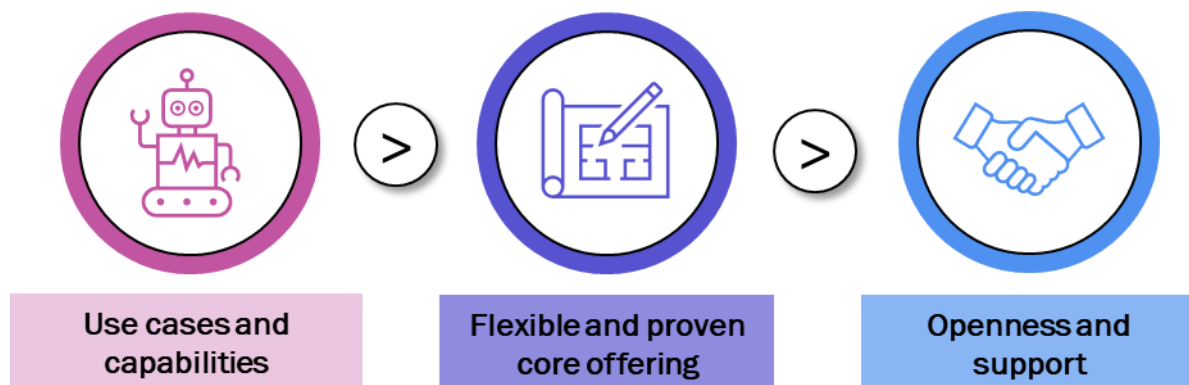 >
>
Use cases and
capabilities
Flexible and proven
core offering
Openness and
support